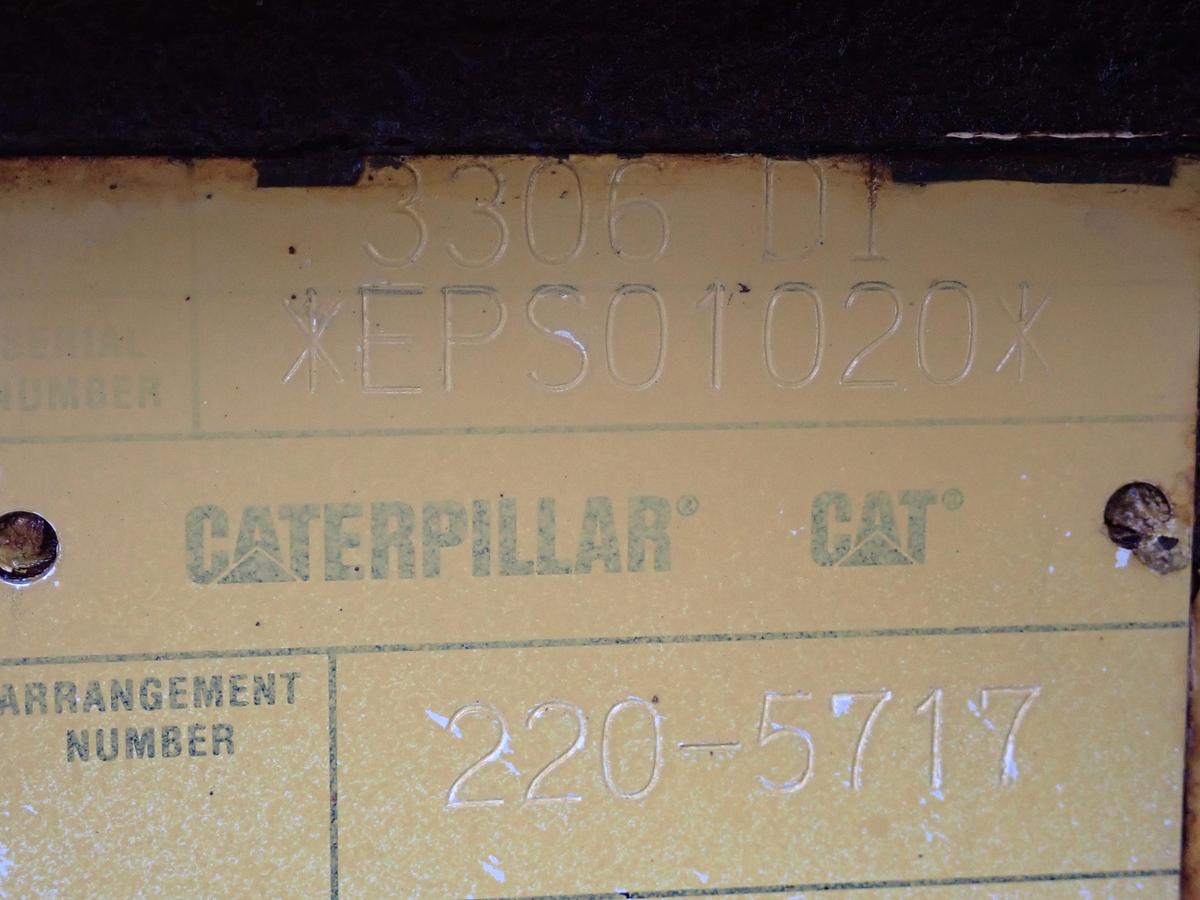 3306 DI
SERIAL
NUMBER
*EPS01020*
CATERPILLAR® CAT®
ARRANGEMENT
NUMBER
220-5717